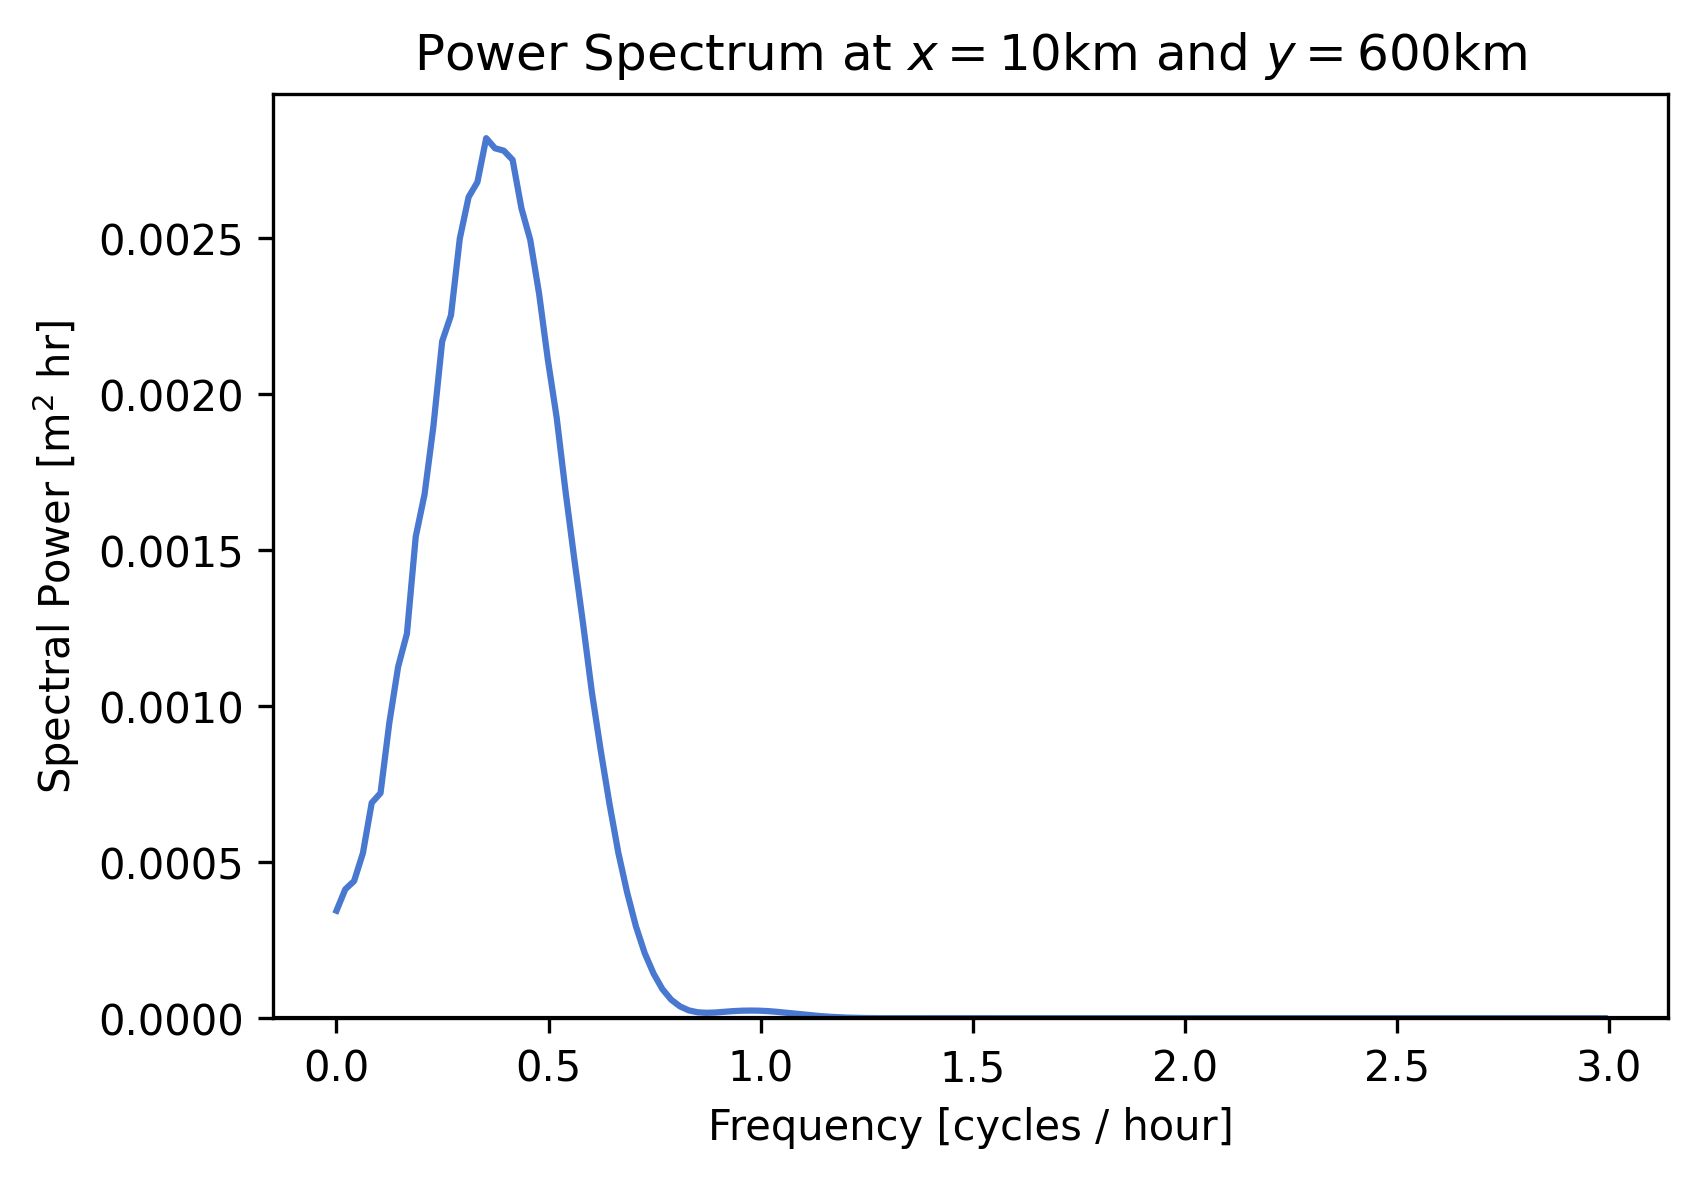 Power Spectrum at x = 10km and y = 600km
Spectral Power [m² hr]
0.0025
0.0020
0.0015
0.0010
0.0005
0.0000
0.0 0.5 1.0 1.5 2.0 2.5 3.0
Frequency [cycles / hour]